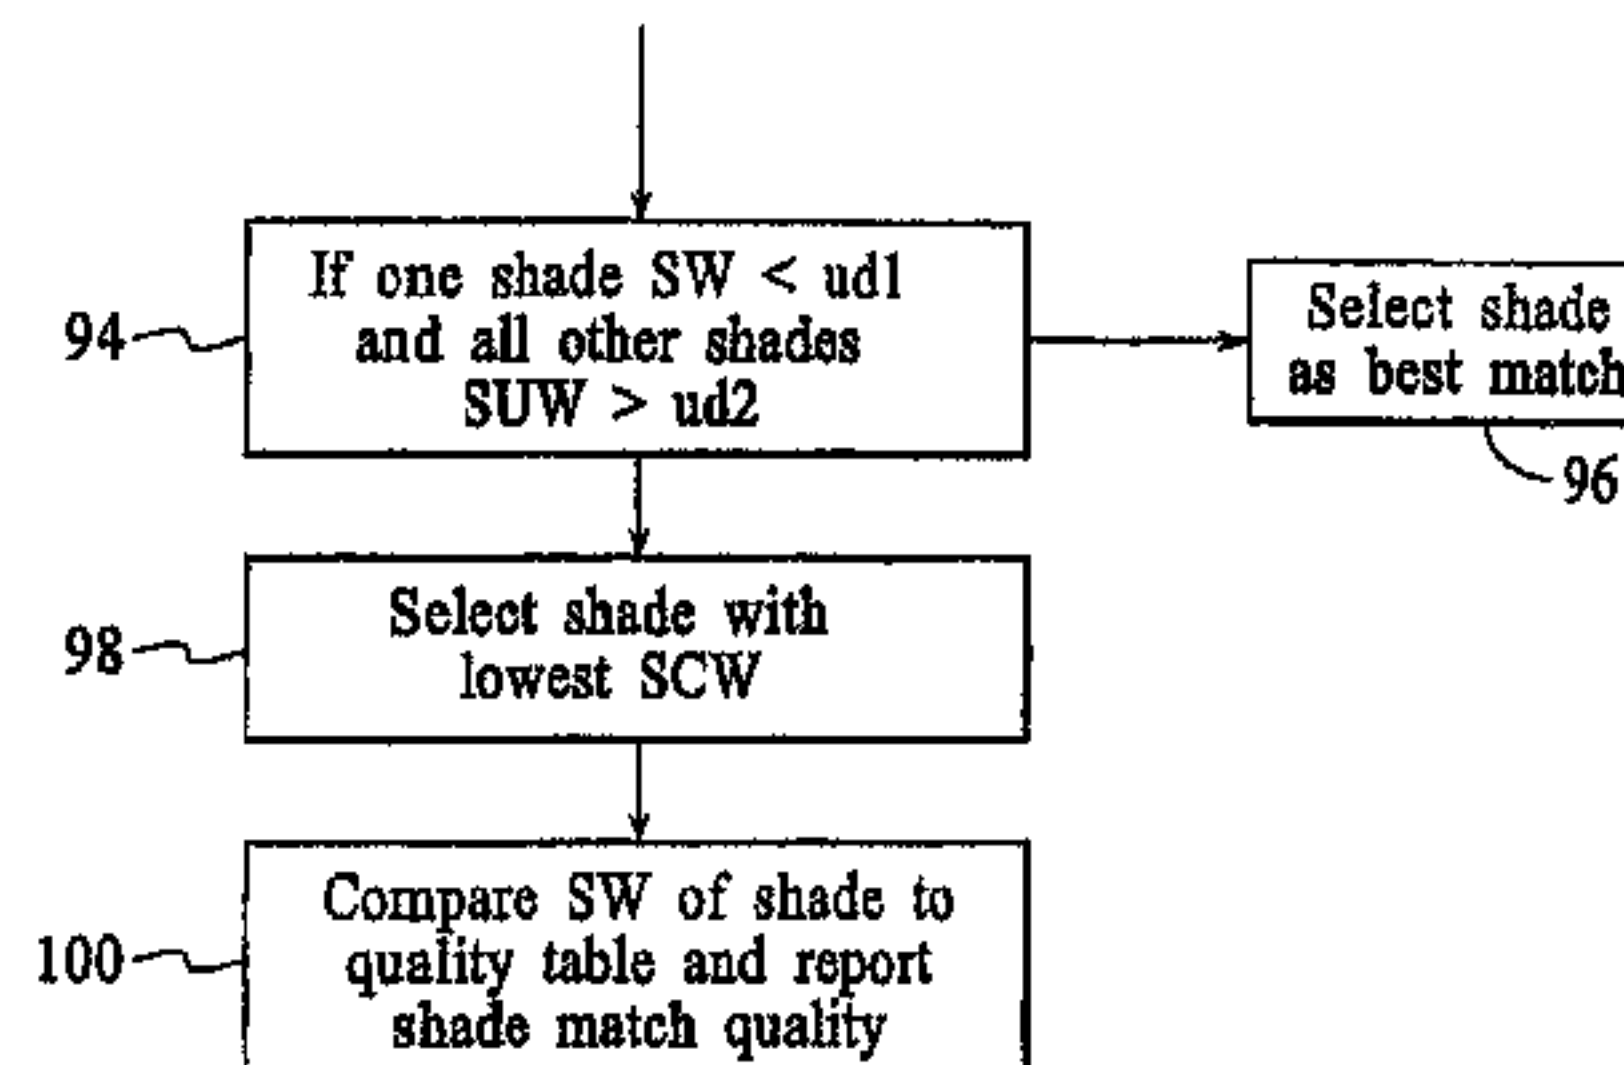 If one shade SW < ud1
and all other shades
SUW > ud2
94
Select shade
as best match
96
Select shade with
lowest SCW
98
Compare SW of shade to
quality table and report
shade match quality
100